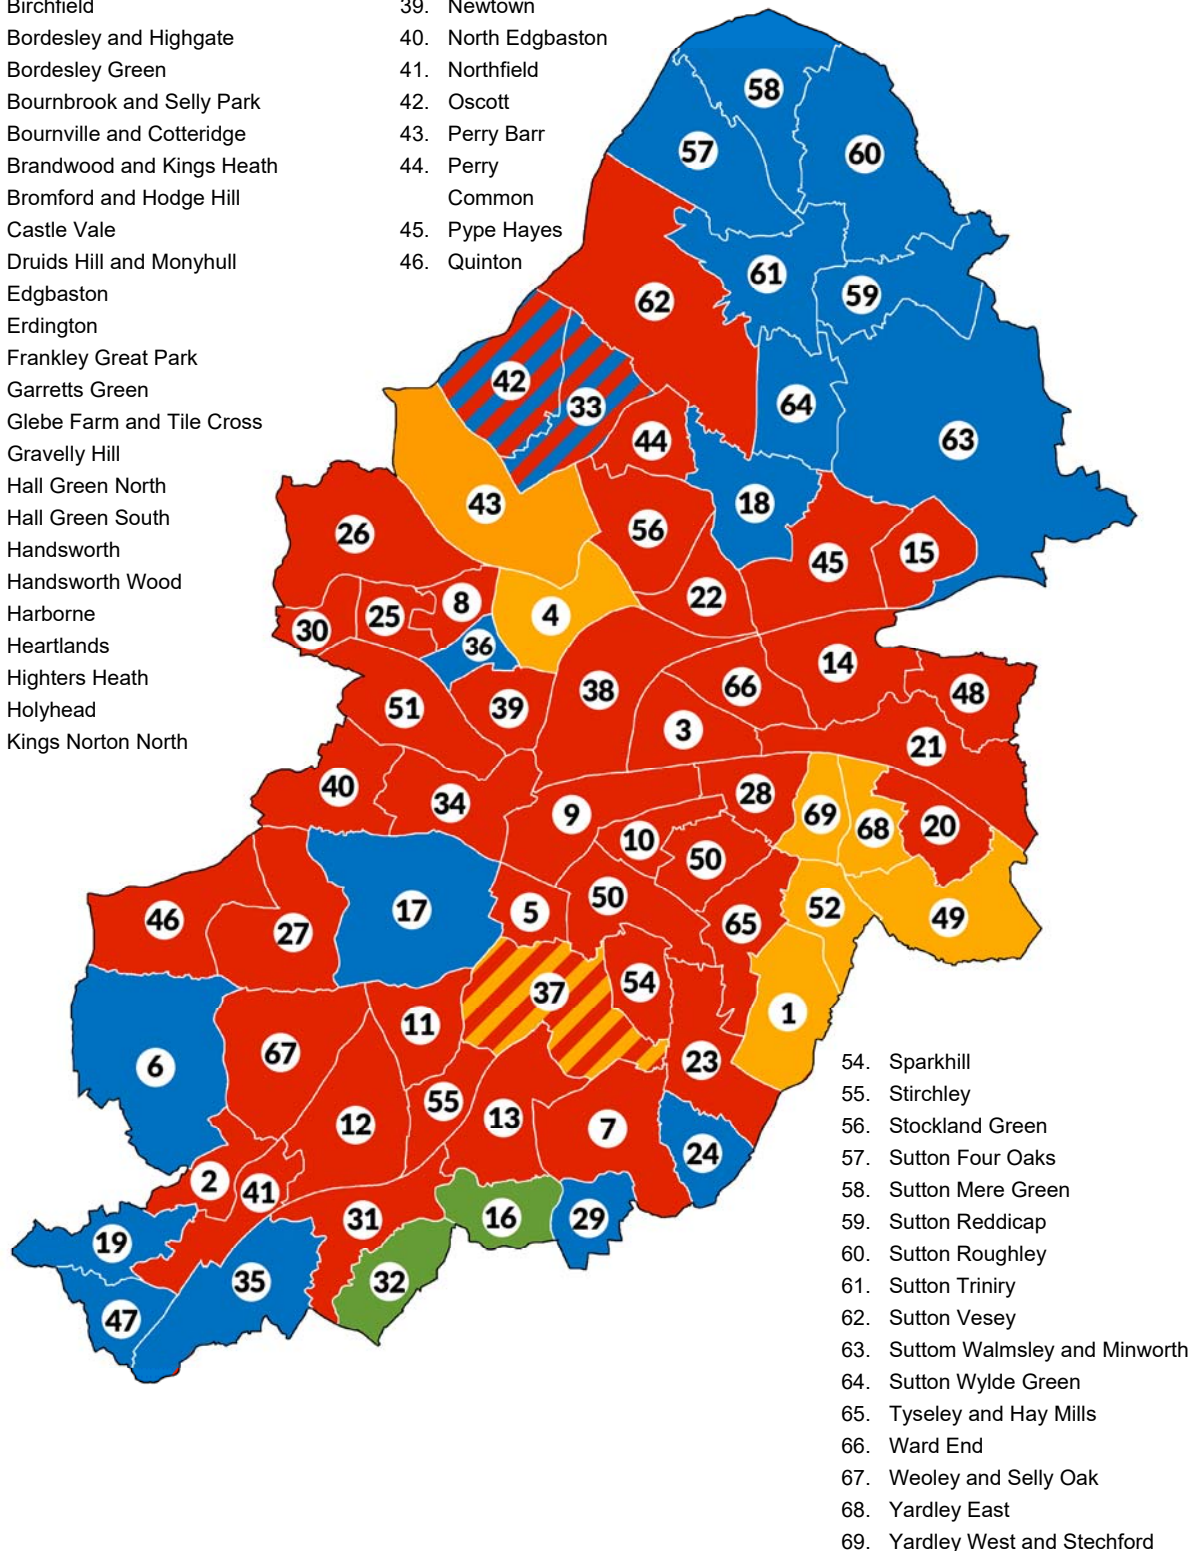 Birchfield
Bordesley and Highgate
Bordesley Green
Bournbrook and Selly Park
Bournville and Cotteridge
Brandwood and Kings Heath
Bromford and Hodge Hill
Castle Vale
Druids Hill and Monyhull
Edgbaston
Erdington
Frankley Great Park
Garretts Green
Glebe Farm and Tile Cross
Gravelly Hill
Hall Green North
Hall Green South
Handsworth
Handsworth Wood
Harborne
Heartlands
Highters Heath
Holyhead
Kings Norton North
39. Newtown
40. North Edgbaston
41. Northfield
42. Oscott
43. Perry Barr
44. Perry
Common
45. Pype Hayes
46. Quinton
58
57
60
61
59
62
42
33
64
44
63
43
18
26
56
45
15
8
22
25
4
30
36
14
66
38
48
51
39
3
21
40
34
28
9
69
68
20
10
50
50
17
5
52
46
49
27
65
54
37
1
11
67
6
23
55
13
12
7
24
2
41
31
16
29
19
35
32
47
54. Sparkhill
55. Stirchley
56. Stockland Green
57. Sutton Four Oaks
58. Sutton Mere Green
59. Sutton Reddicap
60. Sutton Roughley
61. Sutton Triniry
62. Sutton Vesey
63. Suttom Walmsley and Minworth
64. Sutton Wylde Green
65. Tyseley and Hay Mills
66. Ward End
67. Weoley and Selly Oak
68. Yardley East
69. Yardley West and Stechford